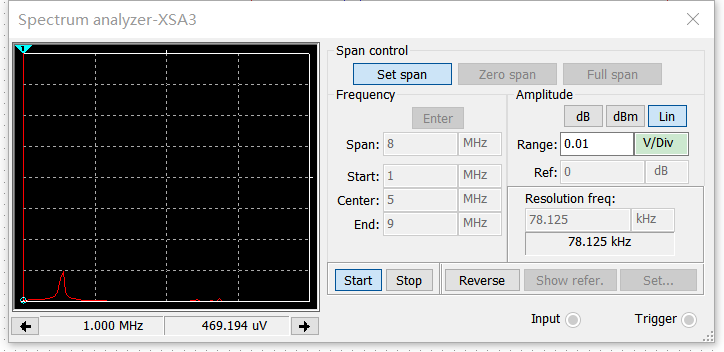 Spectrum analyzer-XSA3
1
Span control
Set span
Zero span
Full span
Frequency
Enter
Span: 8 MHz
Start: 1 MHz
Center: 5 MHz
End: 9 MHz
Amplitude
dB
dBm
Lin
Range: 0.01 V/Div
Ref: 0 dB
Resolution freq:
78.125 kHz
78.125 kHz
Start
Stop
Reverse
Show refer.
Set...
1.000 MHz
469.194 uV
Input
Trigger